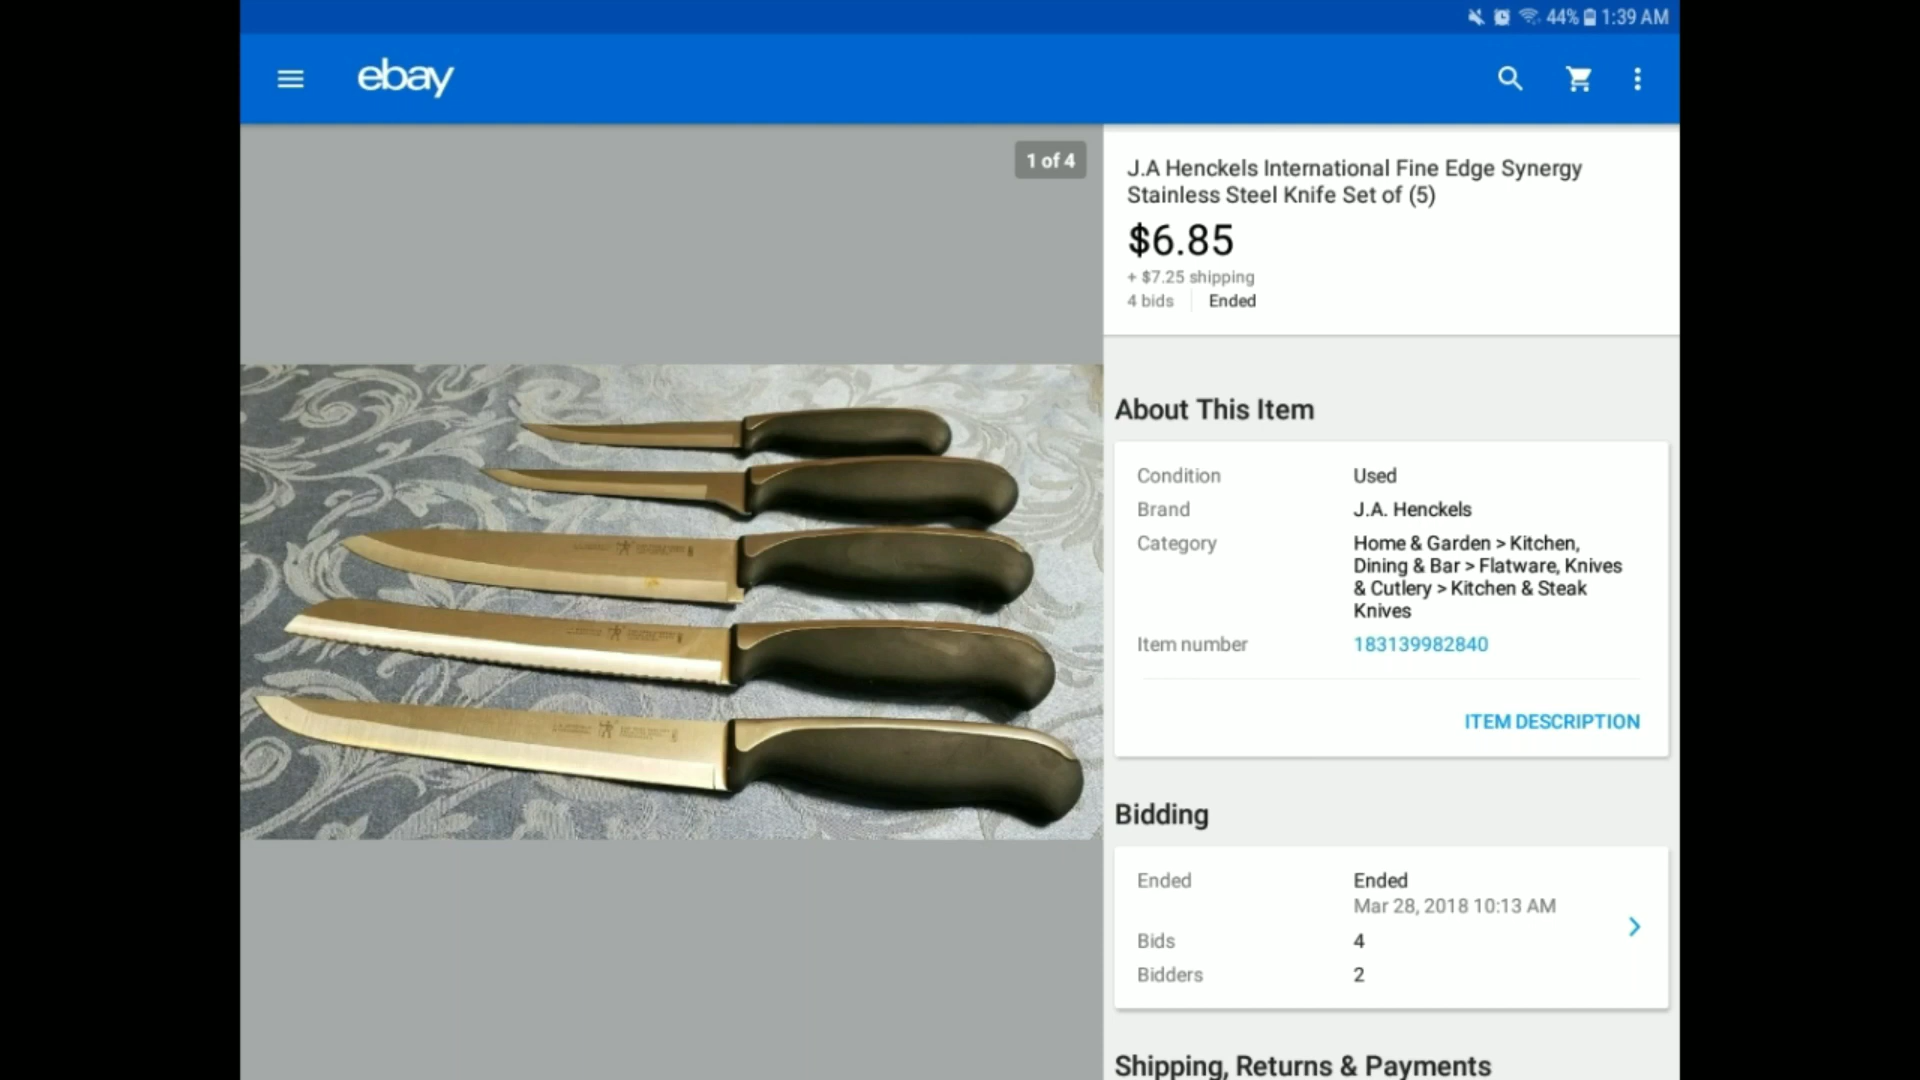 44% 1:39 AM
ebay
1 of 4
J.A Henckels International Fine Edge Synergy
Stainless Steel Knife Set of (5)
$6.85
+ $7.25 shipping
4 bids Ended
About This Item
Condition Used
Brand J.A. Henckels
Category Home & Garden > Kitchen,
Dining & Bar > Flatware, Knives
& Cutlery > Kitchen & Steak
Knives
Item number 183139982840
ITEM DESCRIPTION
Bidding
Ended Ended
Mar 28, 2018 10:13 AM
Bids 4
Bidders 2
Shipping, Returns & Payments